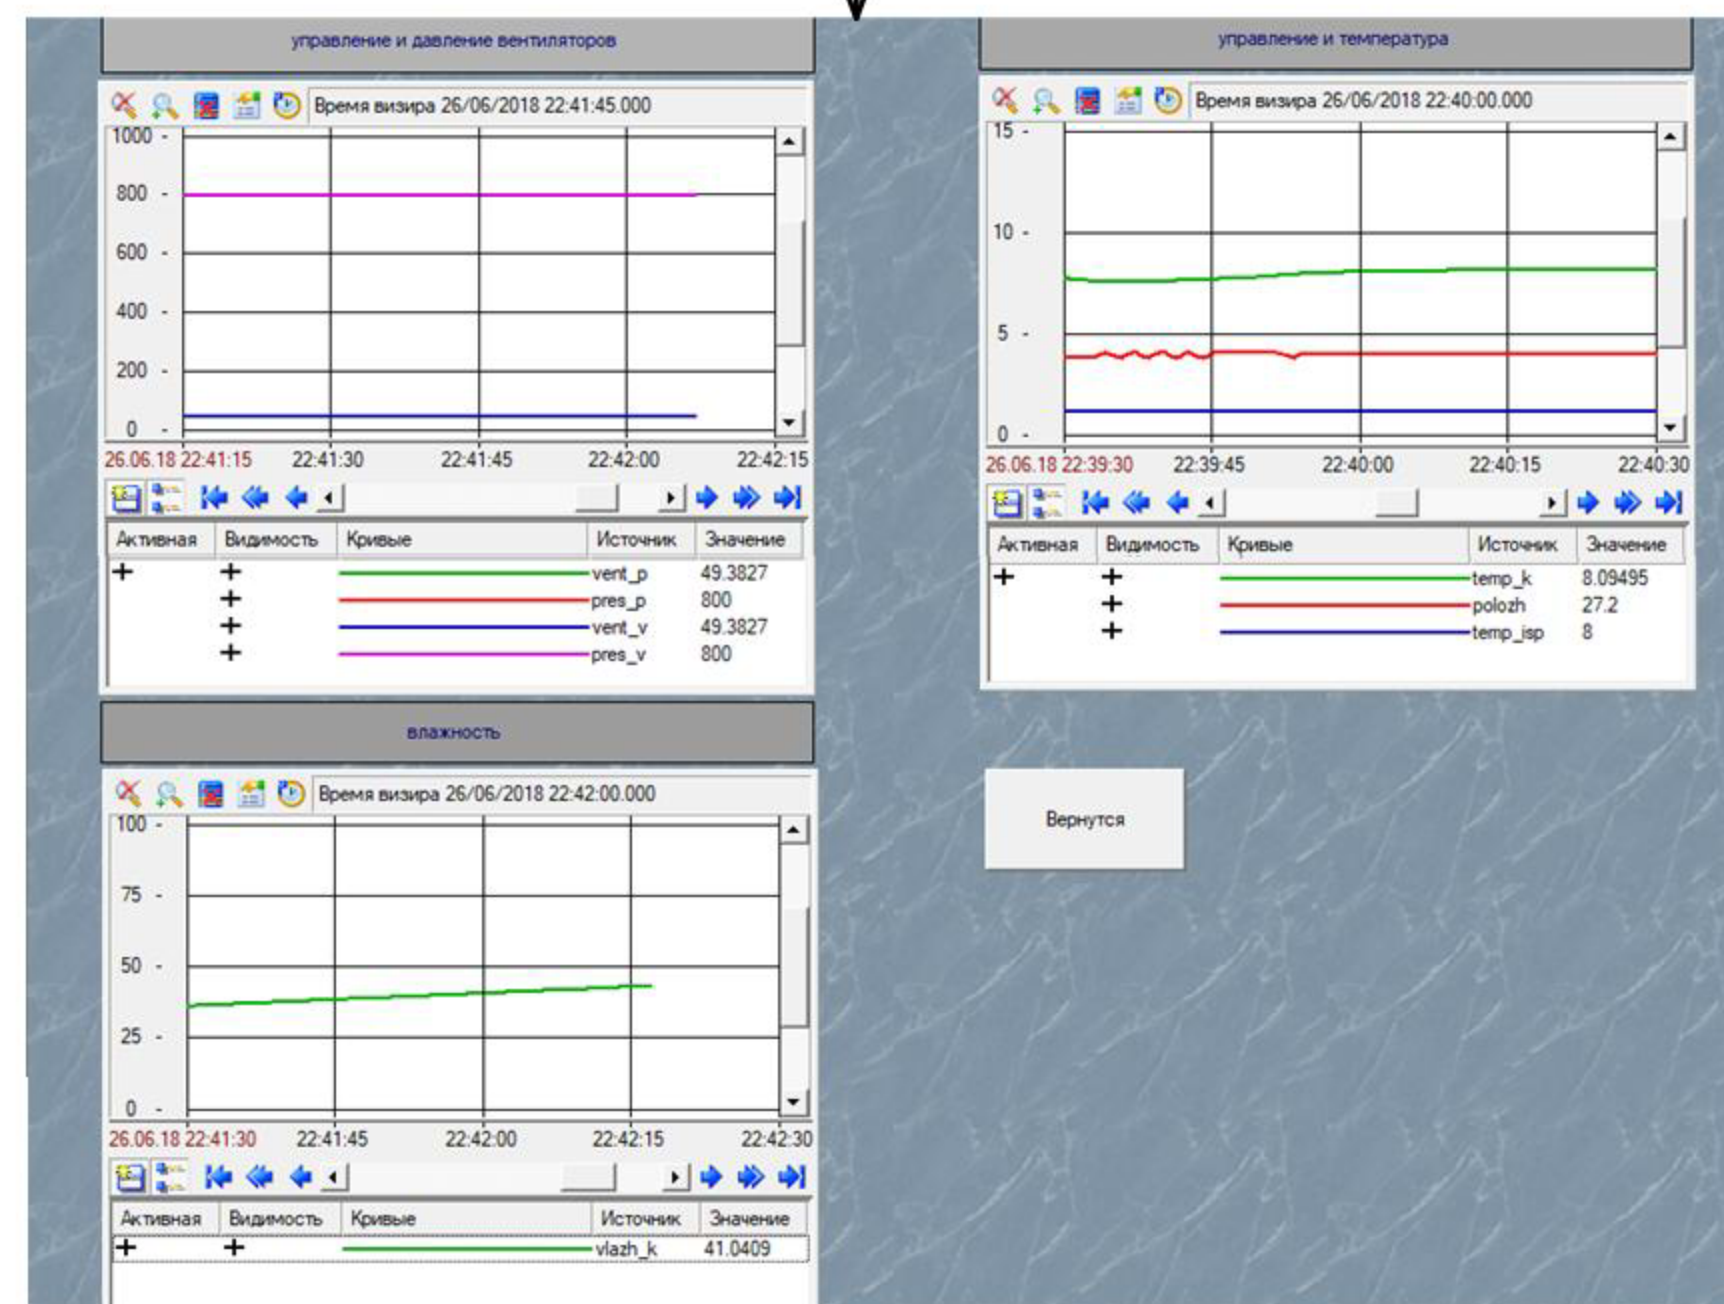 управление и давление вентиляторов
Время визира 26/06/2018 22:41:45.000
1000
800
600
400
200
0
26.06.18 22:41:15 22:41:30 22:41:45 22:42:00 22:42:15
Активная Видимость Кривые Источник Значение
vent_p 49.3827
pres_p 800
vent_v 49.3827
pres_v 800
управление и температура
Время визира 26/06/2018 22:40:00.000
15
10
5
0
26.06.18 22:39:30 22:39:45 22:40:00 22:40:15 22:40:30
Активная Видимость Кривые Источник Значение
temp_k 8.09495
polozh 27.2
temp_isp 8
влажность
Время визира 26/06/2018 22:42:00.000
100
75
50
25
0
26.06.18 22:41:30 22:41:45 22:42:00 22:42:15 22:42:30
Активная Видимость Кривые Источник Значение
vlazh_k 41.0409
Вернутся